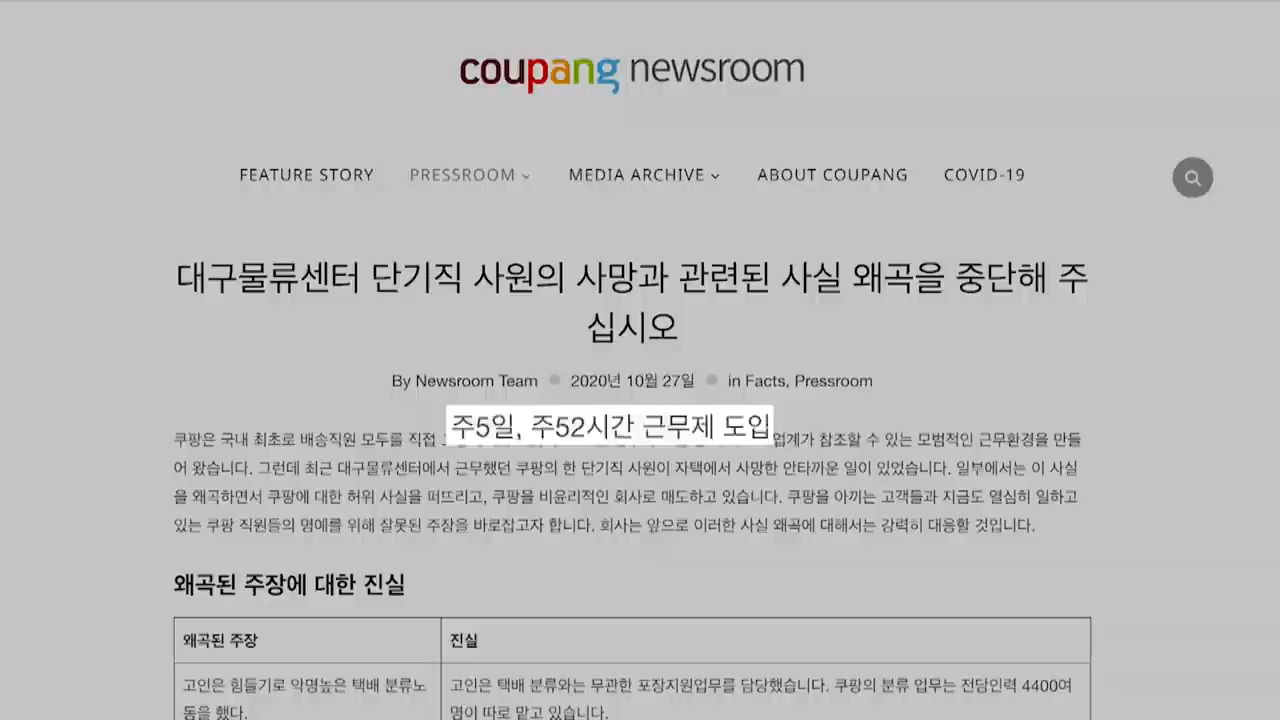 coupang newsroom
FEATURE STORY PRESSROOM MEDIA ARCHIVE ABOUT COUPANG COVID-19
대구물류센터 단기직 사원의 사망과 관련된 사실 왜곡을 중단해 주
십시오
By Newsroom Team 2020년 10월 27일 in Facts, Pressroom
주5일, 주52시간 근무제 도입
쿠팡은 국내 최초로 배송직원 모두를 직접 업계가 참조할 수 있는 모범적인 근무환경을 만들
어 왔습니다. 그런데 최근 대구물류센터에서 근무했던 쿠팡의 한 단기직 사원이 자택에서 사망한 안타까운 일이 있었습니다. 일부에서는 이 사실
을 왜곡하면서 쿠팡에 대한 허위 사실을 퍼뜨리고, 쿠팡을 비윤리적인 회사로 매도하고 있습니다. 쿠팡을 아끼는 고객들과 지금도 열심히 일하고
있는 쿠팡 직원들의 명예를 위해 잘못된 주장을 바로잡고자 합니다. 회사는 앞으로 이러한 사실 왜곡에 대해서는 강력히 대응할 것입니다.
왜곡된 주장에 대한 진실
왜곡된 주장 진실
고인은 힘들기로 악명높은 택배 분류노 고인은 택배 분류와는 무관한 포장지원업무를 담당했습니다. 쿠팡의 분류 업무는 전담인력 4400여
동을 했다. 명이 따로 맡고 있습니다.